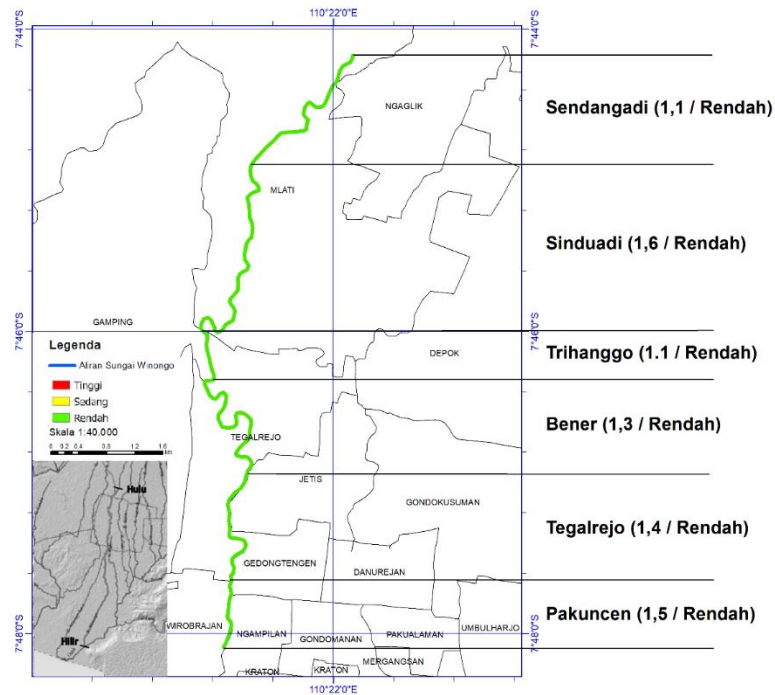 110°22'0"E
7°44'0"S
7°44'0"S
NGAGLIK
Sendangadi (1,1 / Rendah)
MLATI
Sinduadi (1,6 / Rendah)
GAMPING
7°46'0"S
7°46'0"S
DEPOK
Trihanggo (1.1 / Rendah)
Legenda
Aliran Sungai Winongo
Tinggi
Sedang
Rendah
Skala 1:40.000
0 0.2 0.4 0.8 1.2 1.6
km
TEGALREJO
Bener (1,3 / Rendah)
Hulu
JETIS
GONDOKUSUMAN
Tegalrejo (1,4 / Rendah)
GEDONGTENGEN
DANUREJAN
Pakuncen (1,5 / Rendah)
WIROBRAJAN
NGAMPILAN
GONDOMANAN
PAKUALAMAN
UMBULHARJO
7°48'0"S
7°48'0"S
Hilir
MERGANGSAN
KRATON
KRATON
110°22'0"E